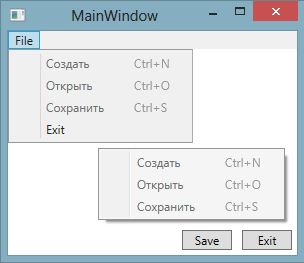 MainWindow
File
Создать Ctrl+N
Открыть Ctrl+O
Сохранить Ctrl+S
Exit
Создать Ctrl+N
Открыть Ctrl+O
Сохранить Ctrl+S
Save Exit